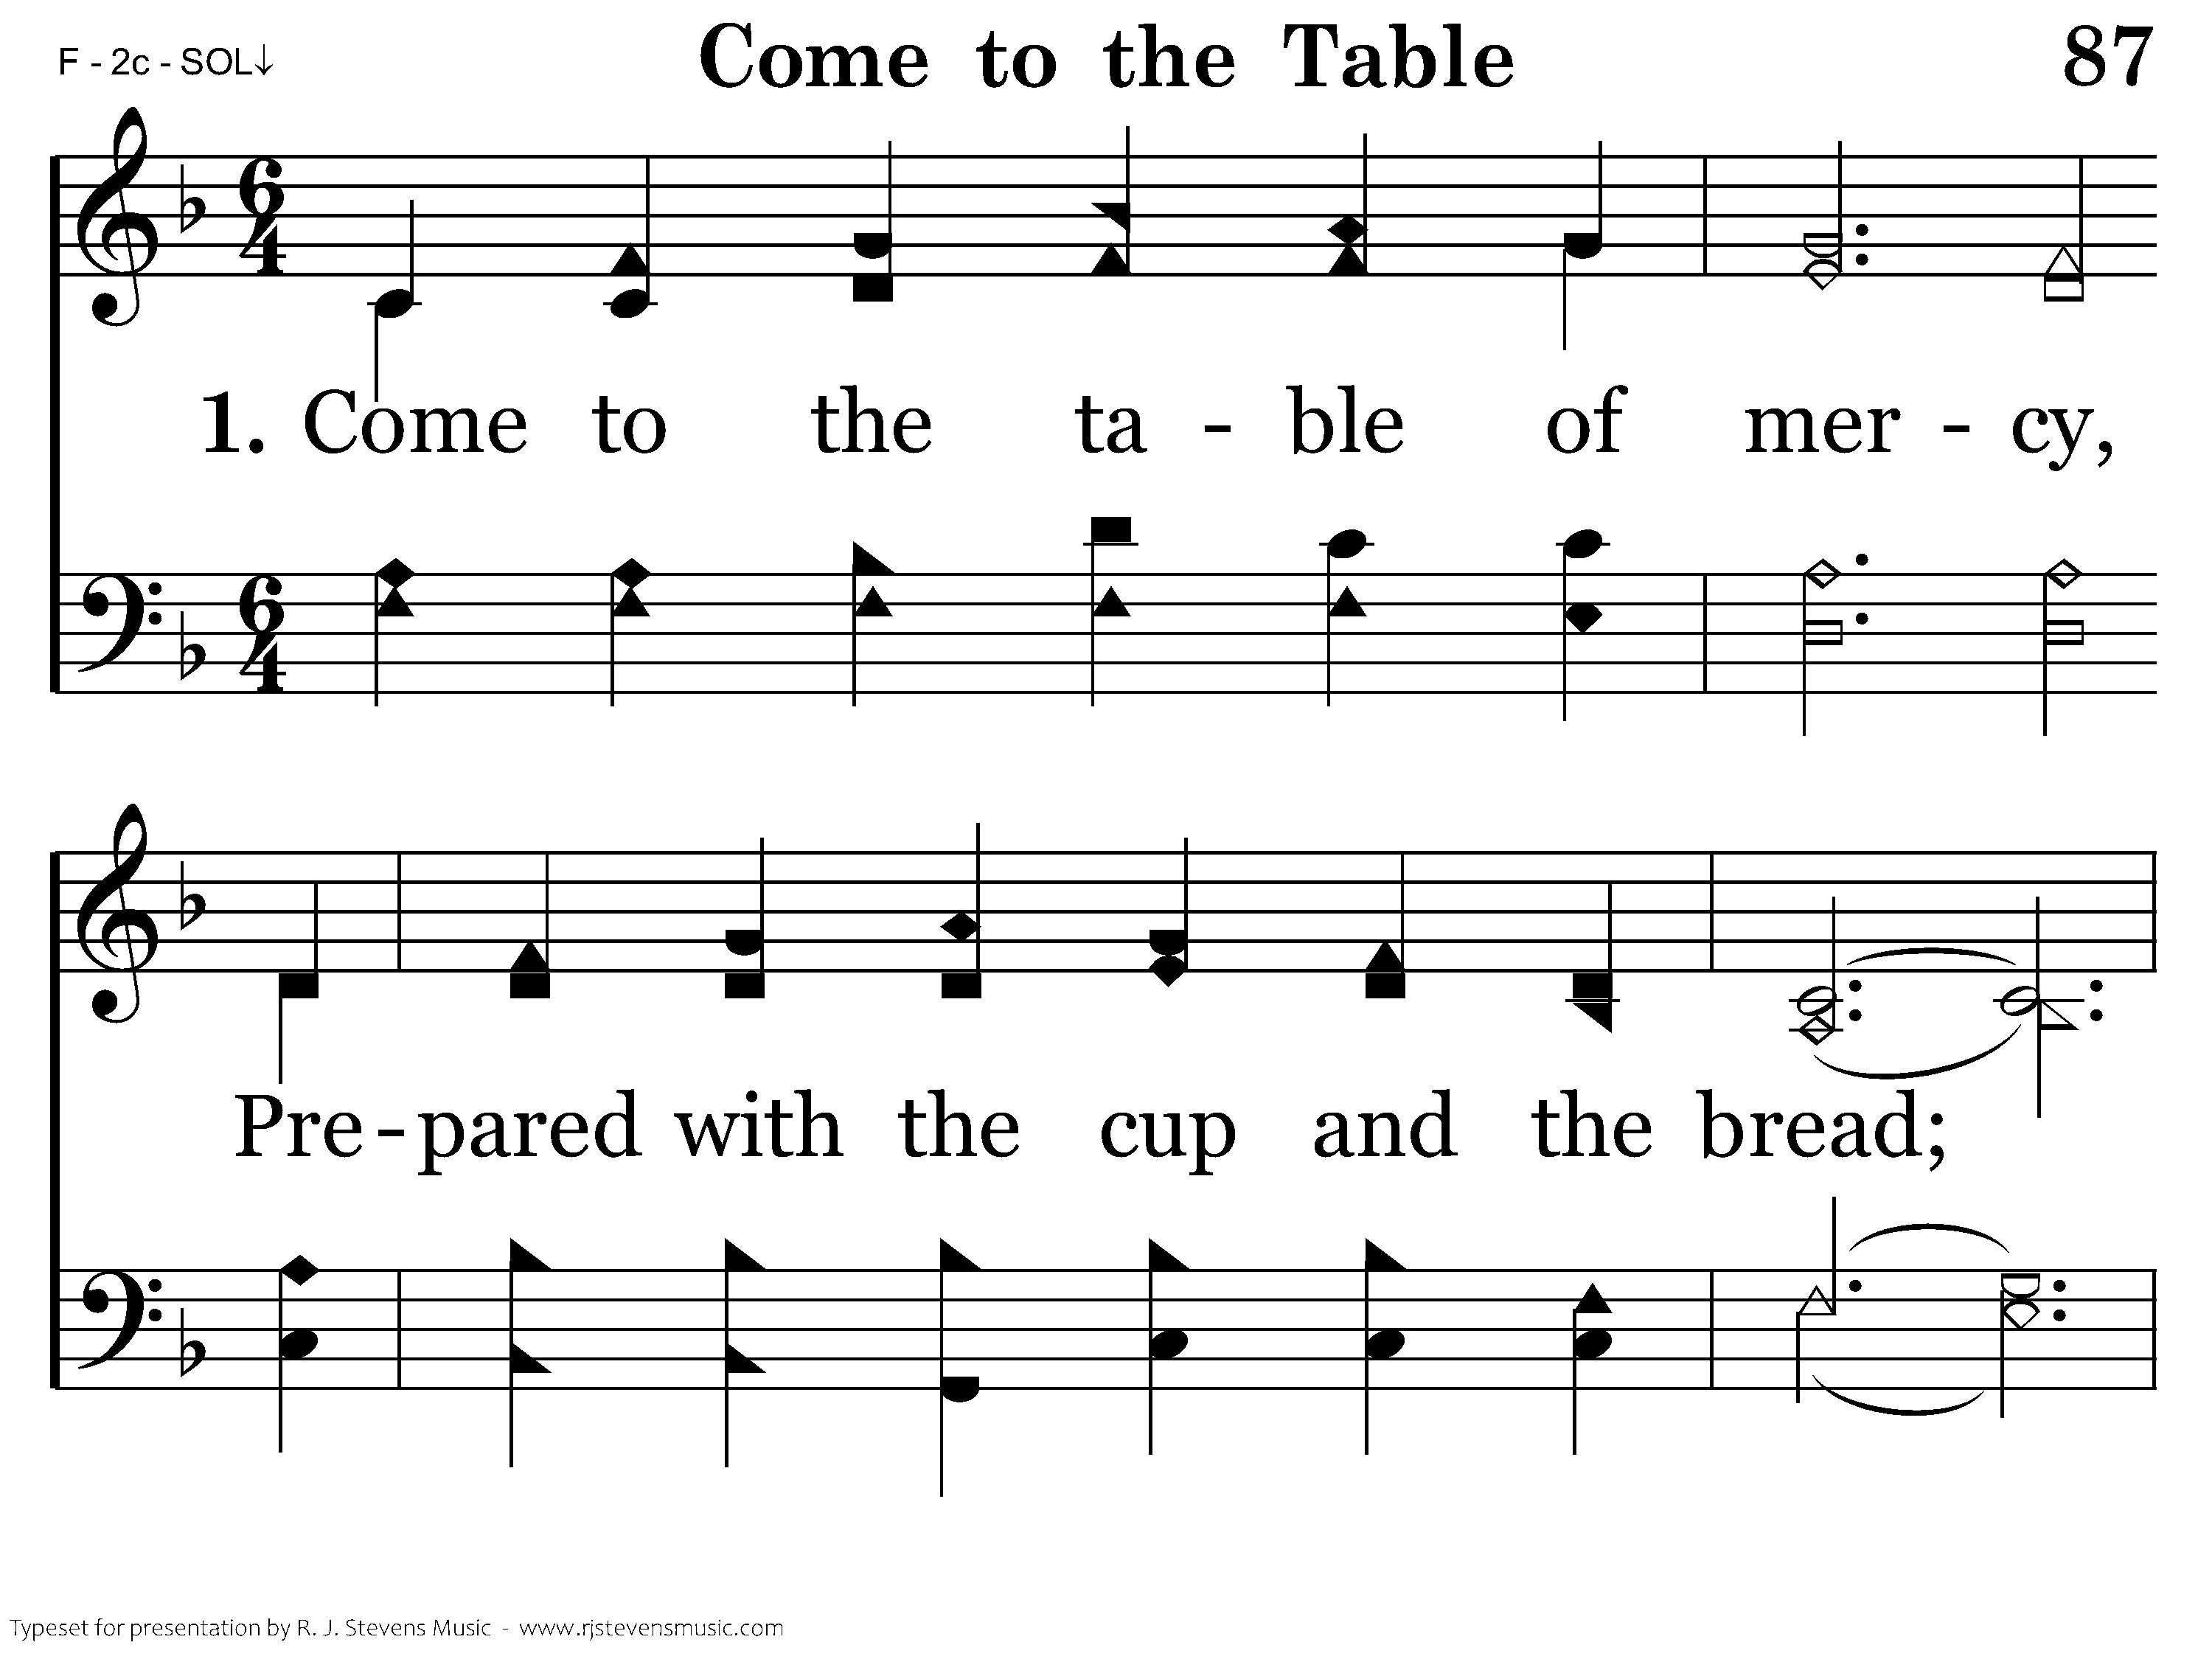 F - 2c - SOL↓ Come to the Table 87
1. Come to the ta - ble of mer - cy,
Pre - pared with the cup and the bread;
Typeset for presentation by R. J. Stevens Music - www.rjstevensmusic.com